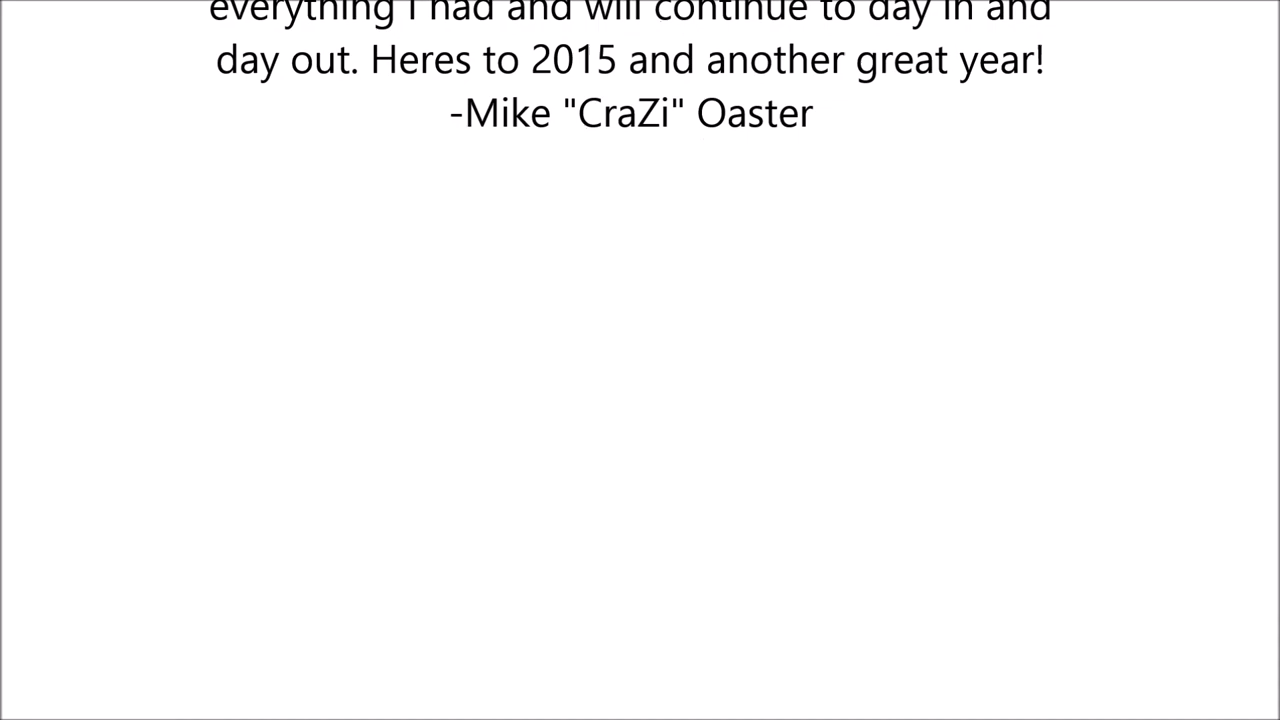 everything I had and will continue to day in and
day out. Heres to 2015 and another great year!
-Mike "CraZi" Oaster